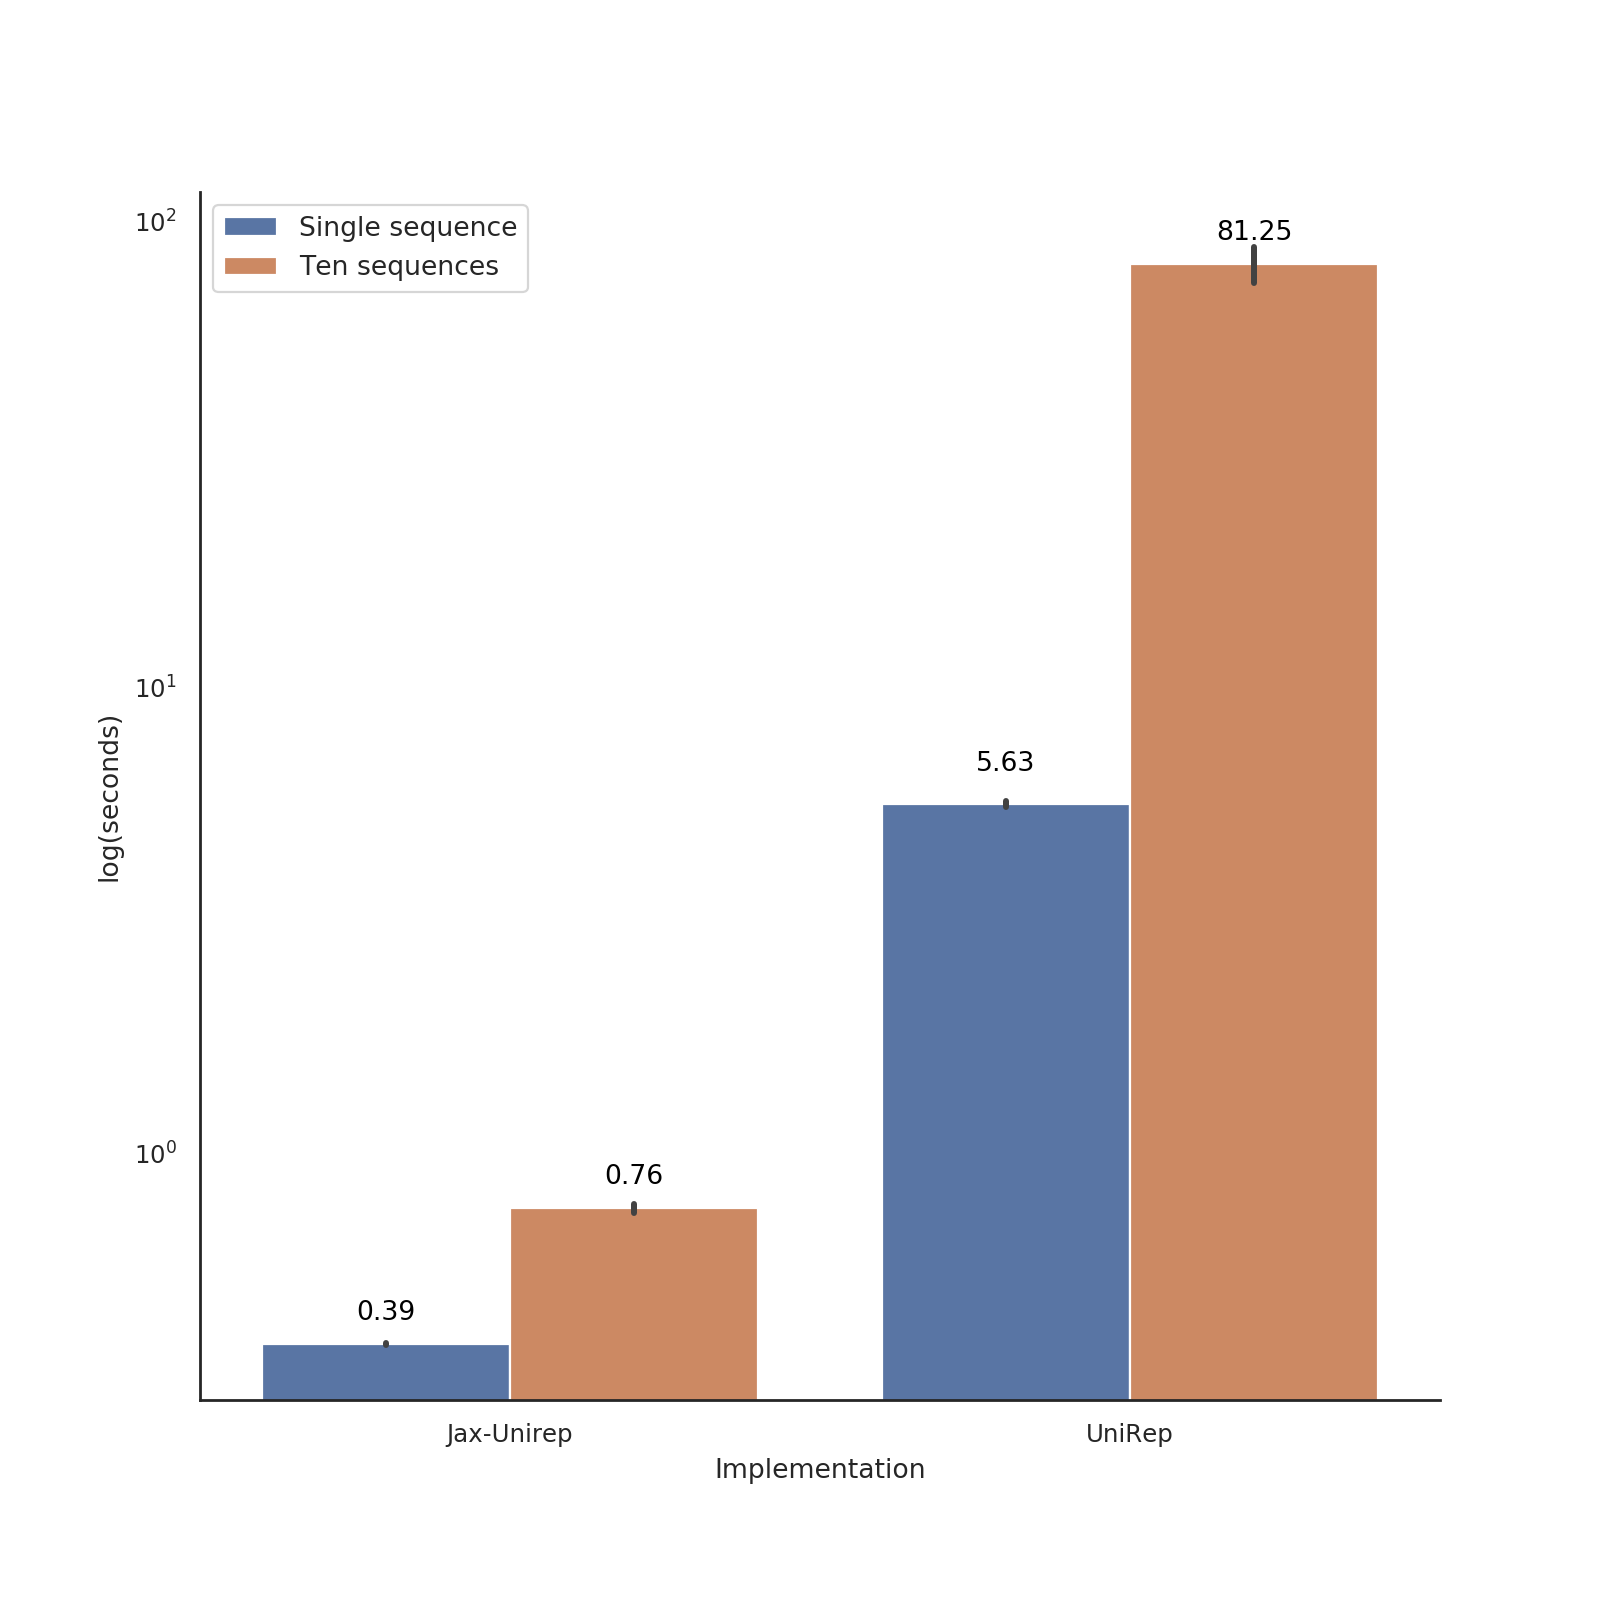 10²
Single sequence
Ten sequences
81.25
10¹
5.63
log(seconds)
10⁰
0.76
0.39
Jax-Unirep
UniRep
Implementation